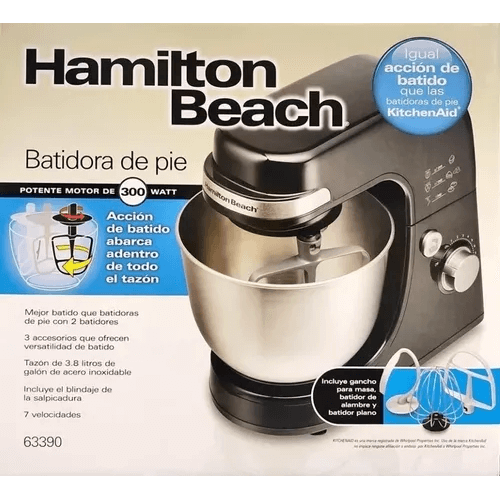 Hamilton
Beach
Igual
acción de
batido
que las
batidoras de pie
KitchenAid®
Batidora de pie
POTENTE MOTOR DE 300 WATT
Acción
de batido
abarca
adentro
de todo
el tazón
Hamilton Beach
Mejor batido que batidoras
de pie con 2 batidores
3 accesorios que ofrecen
versatilidad de batido
Tazón de 3.8 litros de
galón de acero inoxidable
Incluye el blindaje de
la salpicadura
7 velocidades
63390
Incluye gancho
para masa,
batidor de
alambre y
batidor plano